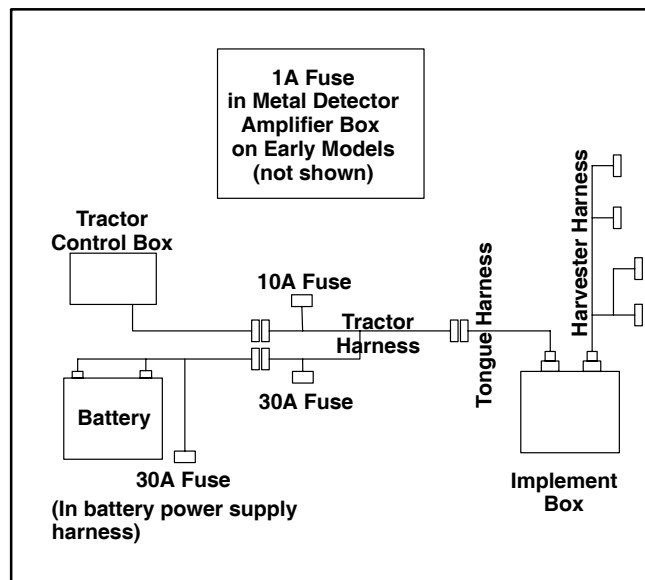 1A Fuse
in Metal Detector
Amplifier Box
on Early Models
(not shown)
Tractor
Control Box
10A Fuse
Tractor
Harness
Tongue Harness
Harvester Harness
Battery
30A Fuse
30A Fuse
(In battery power supply
harness)
Implement
Box